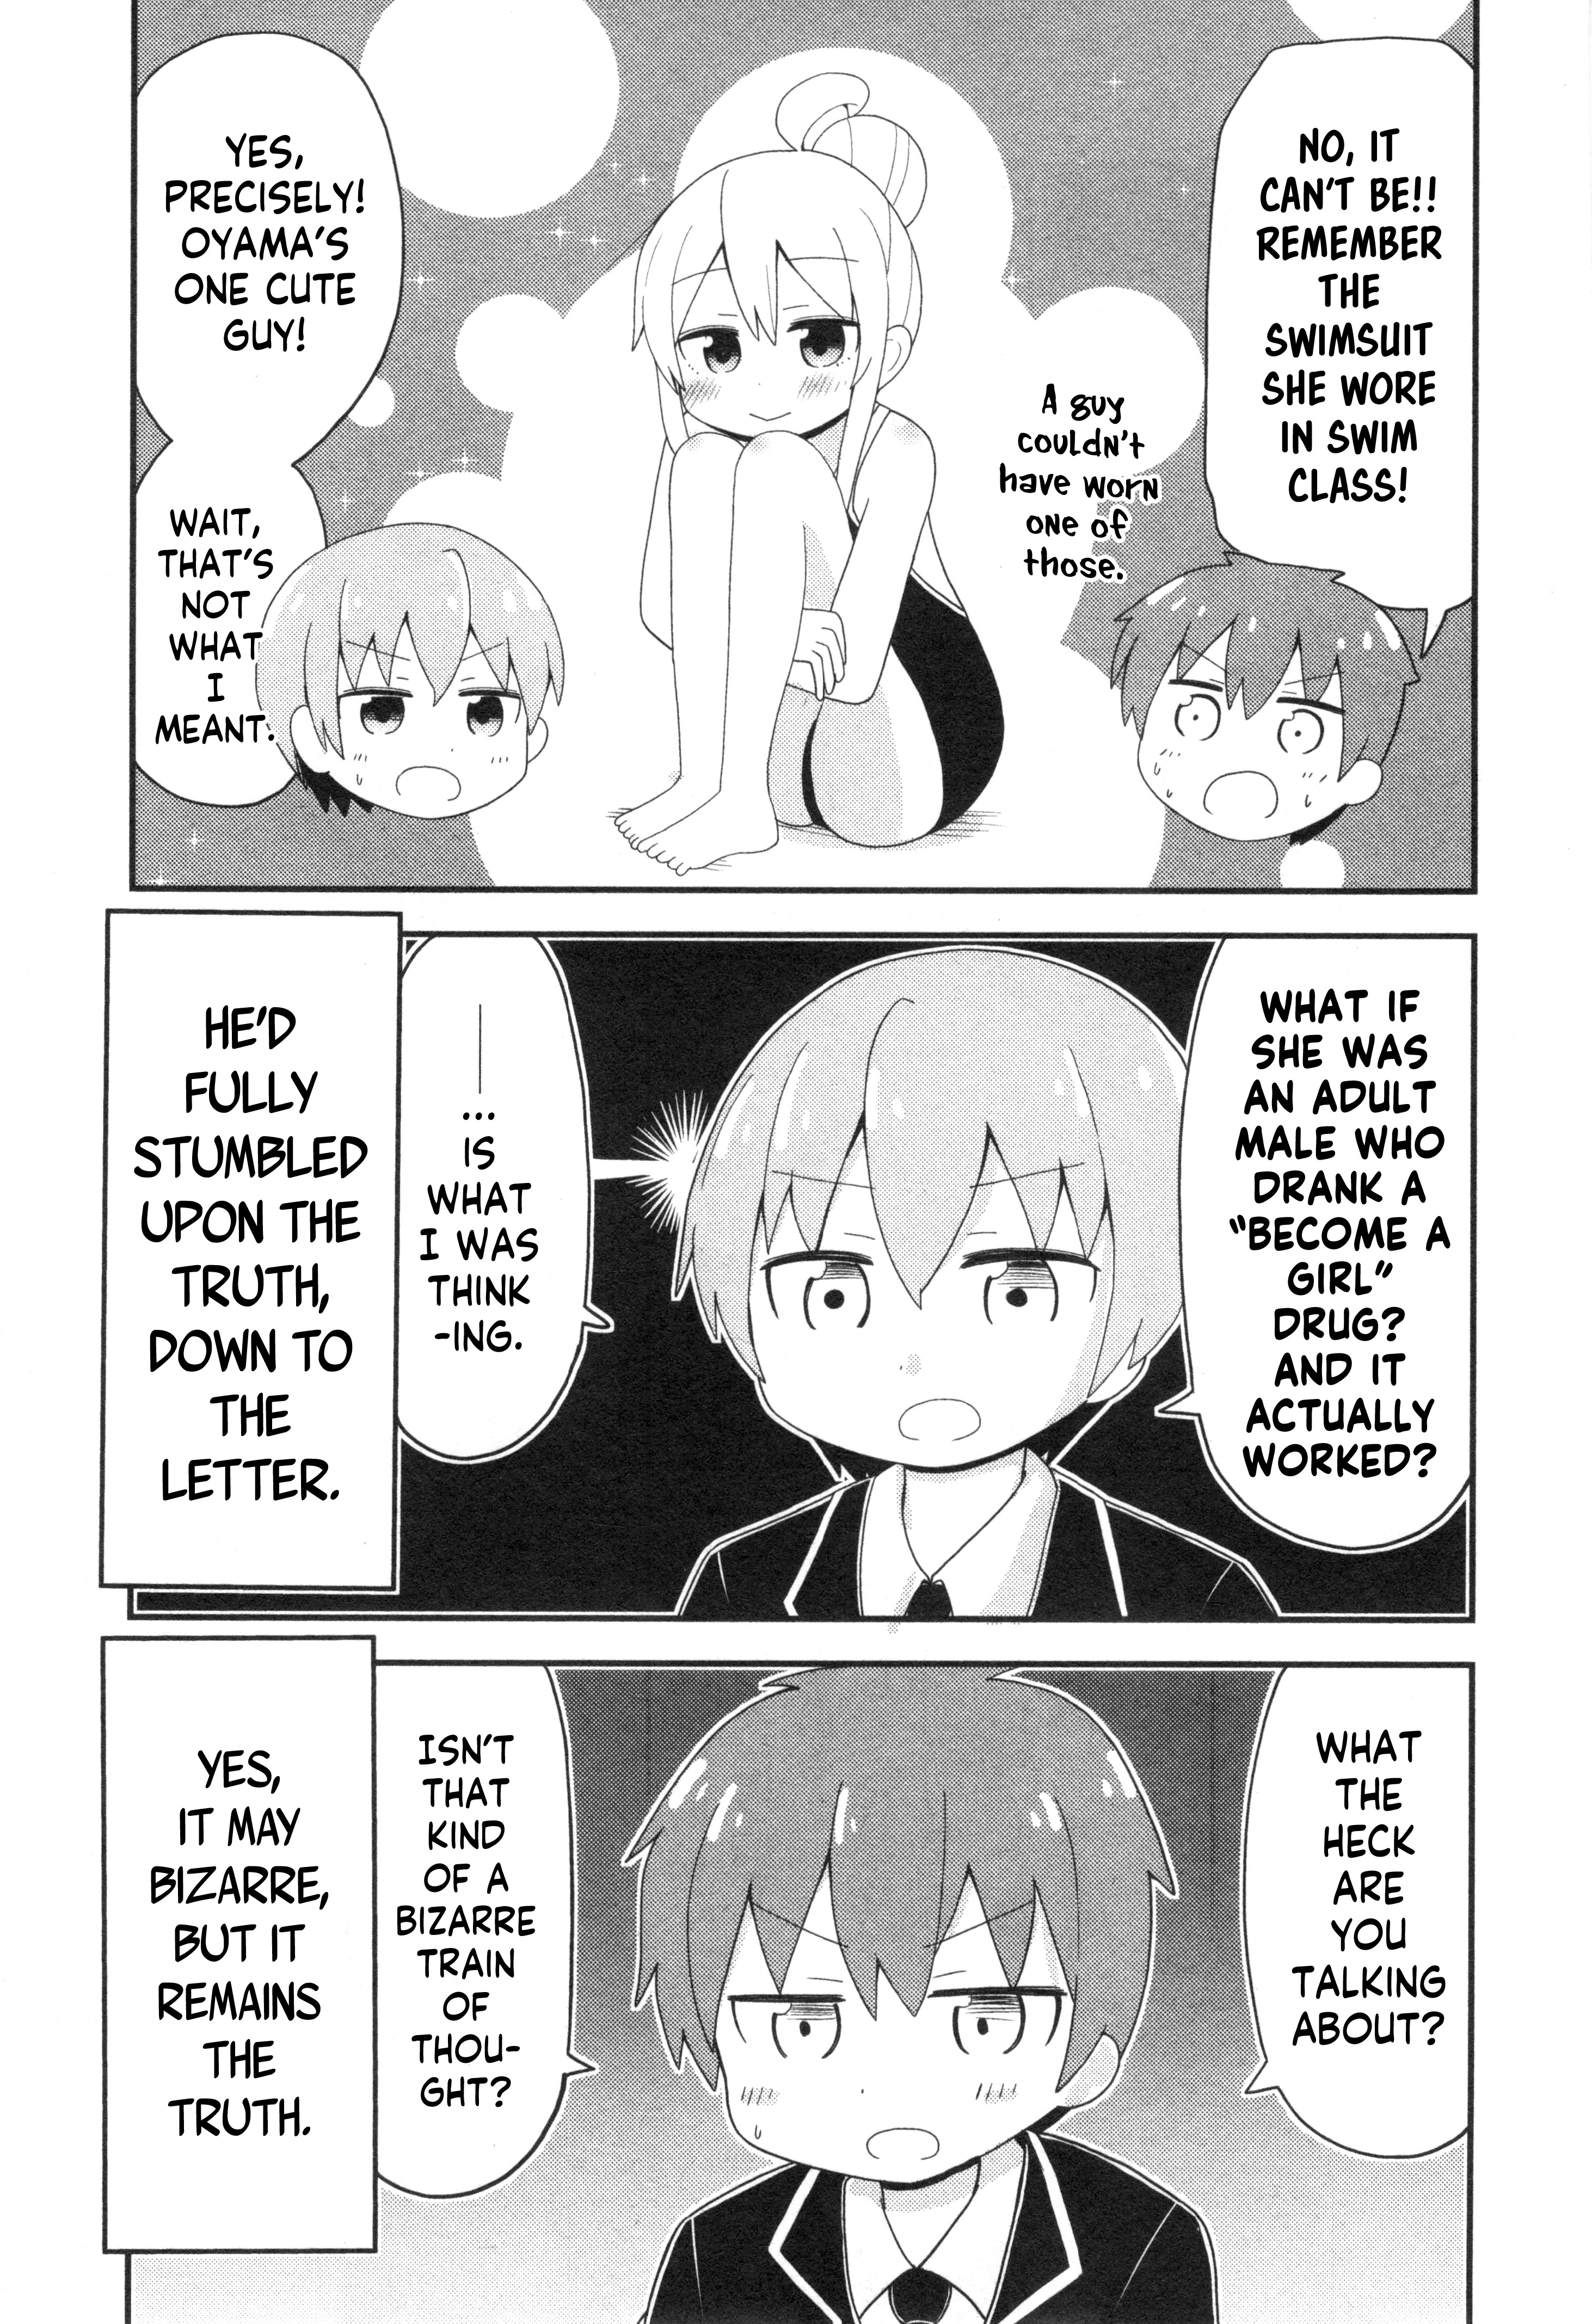 NO, IT
CAN'T BE!!
REMEMBER
THE
SWIMSUIT
SHE WORE
IN SWIM
CLASS!
A guy
couldn't
have worn
one of
those.
YES,
PRECISELY!
OYAMA'S
ONE CUTE
GUY!
WAIT,
THAT'S
NOT
WHAT
I
MEANT.
WHAT IF
SHE WAS
AN ADULT
MALE WHO
DRANK A
"BECOME A
GIRL"
DRUG?
AND IT
ACTUALLY
WORKED?
...
IS
WHAT
I WAS
THINK
-ING.
HE'D
FULLY
STUMBLED
UPON THE
TRUTH,
DOWN TO
THE
LETTER.
WHAT
THE
HECK
ARE
YOU
TALKING
ABOUT?
ISN'T
THAT
KIND
OF A
BIZARRE
TRAIN
OF
THOU-
GHT?
YES,
IT MAY
BIZARRE,
BUT IT
REMAINS
THE
TRUTH.